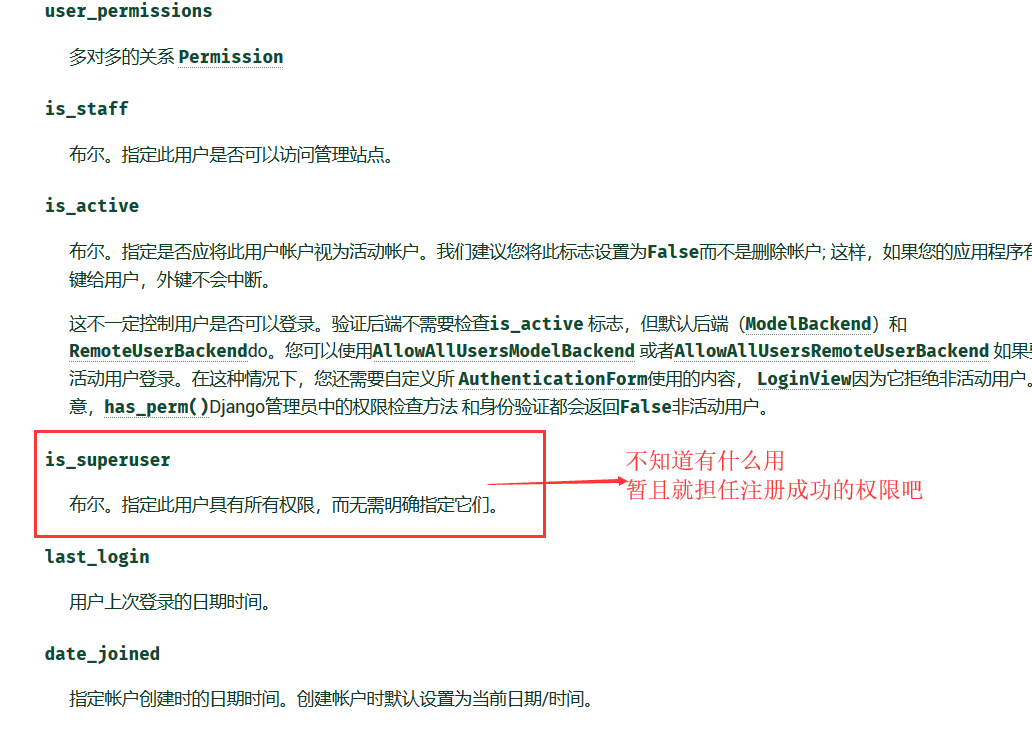 user_permissions
多对多的关系 Permission
is_staff
布尔。指定此用户是否可以访问管理站点。
is_active
布尔。指定是否应将此用户帐户视为活动帐户。我们建议您将此标志设置为False而不是删除帐户; 这样，如果您的应用程序有
键给用户，外键不会中断。
这不一定控制用户是否可以登录。验证后端不需要检查is_active 标志，但默认后端（ModelBackend）和
RemoteUserBackenddo。您可以使用AllowAllUsersModelBackend 或者AllowAllUsersRemoteUserBackend 如果
活动用户登录。在这种情况下，您还需要自定义所 AuthenticationForm使用的内容， LoginView因为它拒绝非活动用户。
意，has_perm()Django管理员中的权限检查方法 和身份验证都会返回False非活动用户。
is_superuser
布尔。指定此用户具有所有权限，而无需明确指定它们。
不知道有什么用
暂且就担任注册成功的权限吧
last_login
用户上次登录的日期时间。
date_joined
指定帐户创建时的日期时间。创建帐户时默认设置为当前日期/时间。